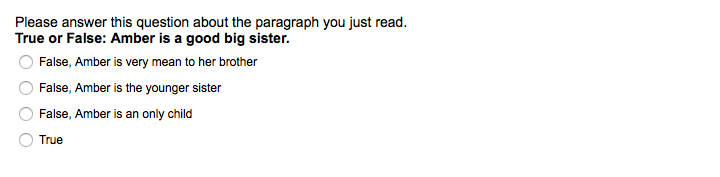 Please answer this question about the paragraph you just read.
True or False: Amber is a good big sister.
False, Amber is very mean to her brother
False, Amber is the younger sister
False, Amber is an only child
True